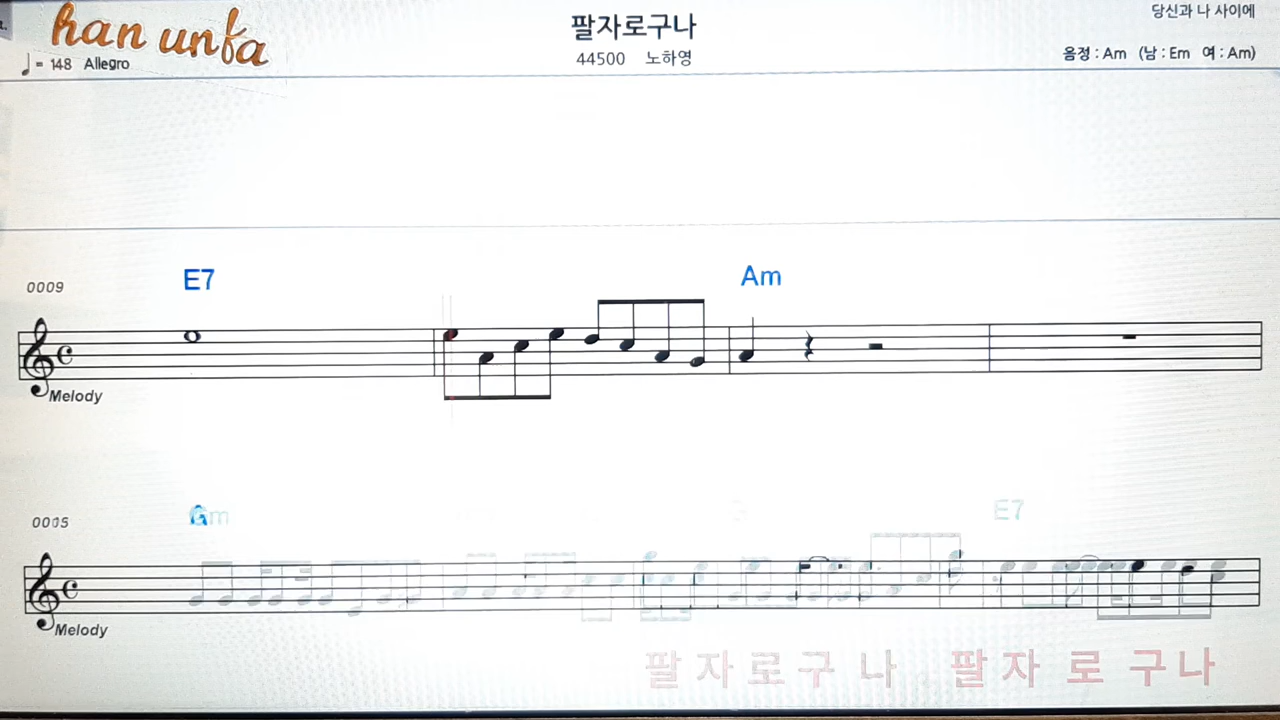 han unfa
팔자로구나
당신과 나 사이에
♩ = 148 Allegro
44500 노하영
음정 : Am (남 : Em 여 : Am)
E7 Am
0009
Melody
E7
Melody
팔 자 로 구 나 팔 자 로 구 나